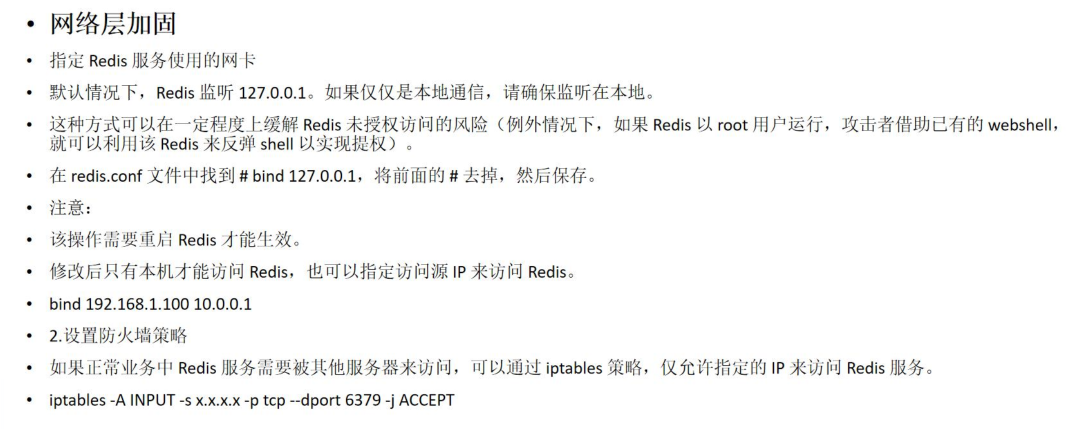 • 网络层加固
• 指定 Redis 服务使用的网卡
• 默认情况下，Redis 监听 127.0.0.1。如果仅仅是本地通信，请确保监听在本地。
• 这种方式可以在一定程度上缓解 Redis 未授权访问的风险（例外情况下，如果 Redis 以 root 用户运行，攻击者借助已有的 webshell，
就可以利用该 Redis 来反弹 shell 以实现提权）。
• 在 redis.conf 文件中找到 # bind 127.0.0.1，将前面的 # 去掉，然后保存。
• 注意：
• 该操作需要重启 Redis 才能生效。
• 修改后只有本机才能访问 Redis，也可以指定访问源 IP 来访问 Redis。
• bind 192.168.1.100 10.0.0.1
• 2.设置防火墙策略
• 如果正常业务中 Redis 服务需要被其他服务器来访问，可以通过 iptables 策略，仅允许指定的 IP 来访问 Redis 服务。
• iptables -A INPUT -s x.x.x.x -p tcp --dport 6379 -j ACCEPT